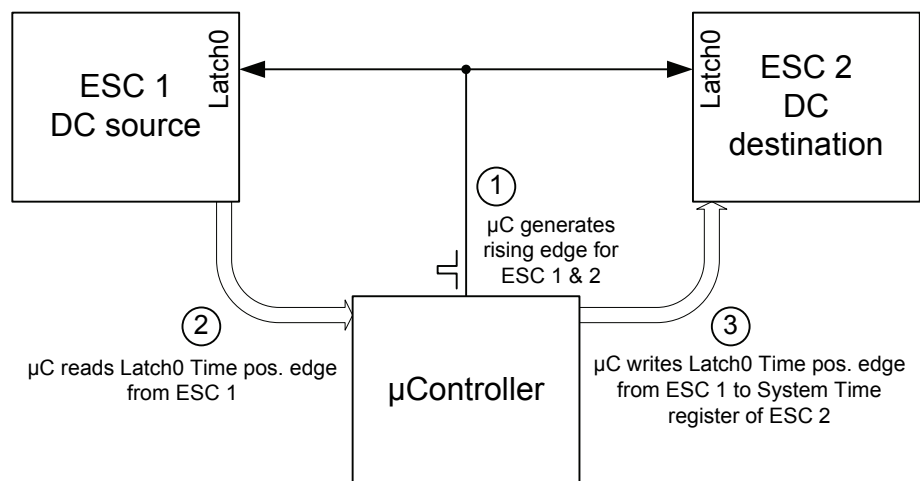 ESC 1
DC source
Latch0
Latch0
ESC 2
DC
destination
1
µC generates
rising edge for
ESC 1 & 2
2
µC reads Latch0 Time pos. edge
from ESC 1
µController
3
µC writes Latch0 Time pos. edge
from ESC 1 to System Time
register of ESC 2